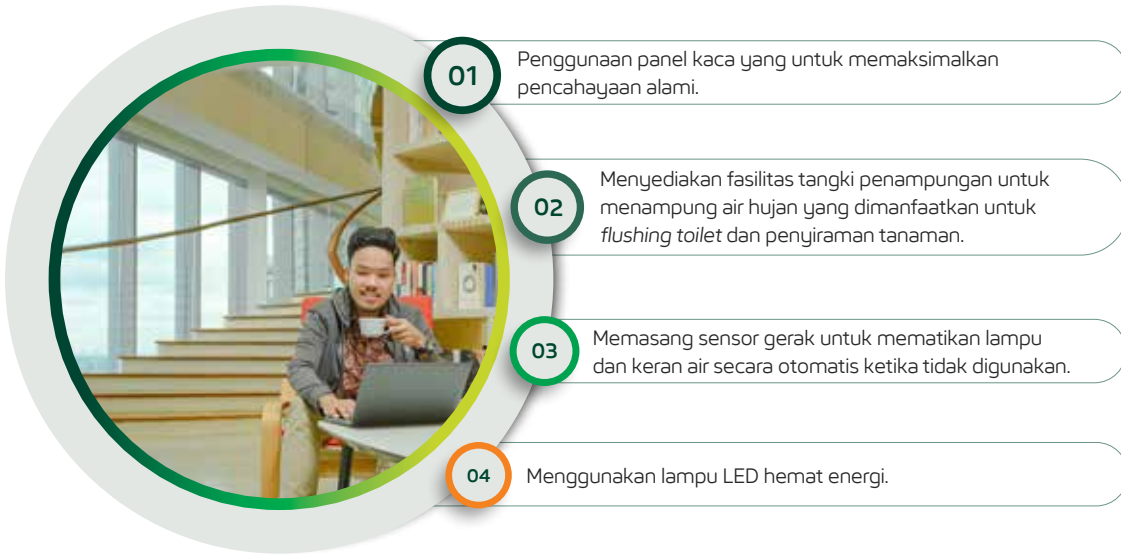 01
Penggunaan panel kaca yang untuk memaksimalkan
pencahayaan alami.
02
Menyediakan fasilitas tangki penampungan untuk
menampung air hujan yang dimanfaatkan untuk
flushing toilet dan penyiraman tanaman.
03
Memasang sensor gerak untuk mematikan lampu
dan keran air secara otomatis ketika tidak digunakan.
04
Menggunakan lampu LED hemat energi.